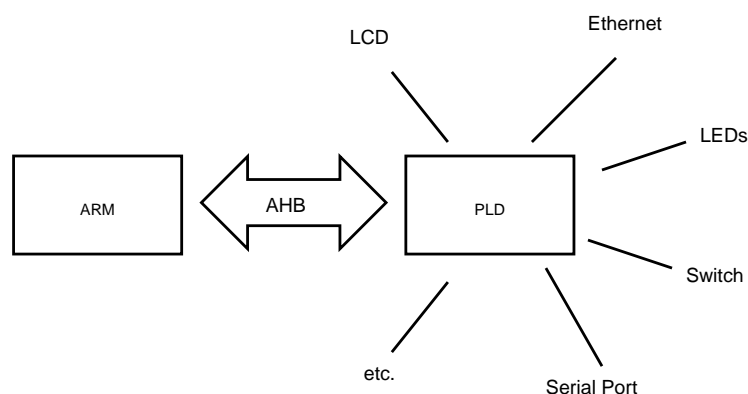 Ethernet
LCD
LEDs
ARM
AHB
PLD
Switch
etc.
Serial Port